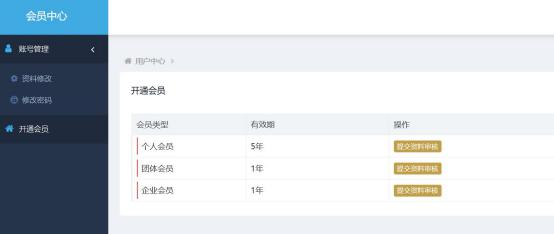 会员中心
账号管理
资料修改
修改密码
开通会员
用户中心
开通会员
会员类型 有效期 操作
个人会员 5年 提交资料审核
团体会员 1年 提交资料审核
企业会员 1年 提交资料审核